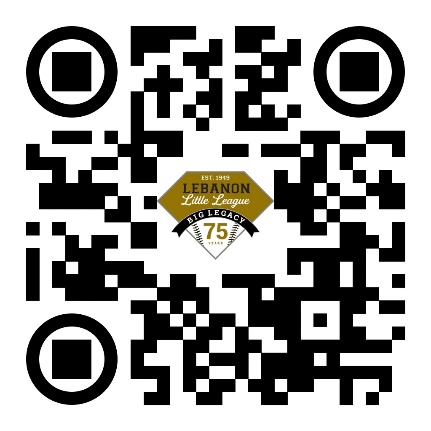 EST. 1949
LEBANON
Little League
BIG LEGACY
75
YEARS